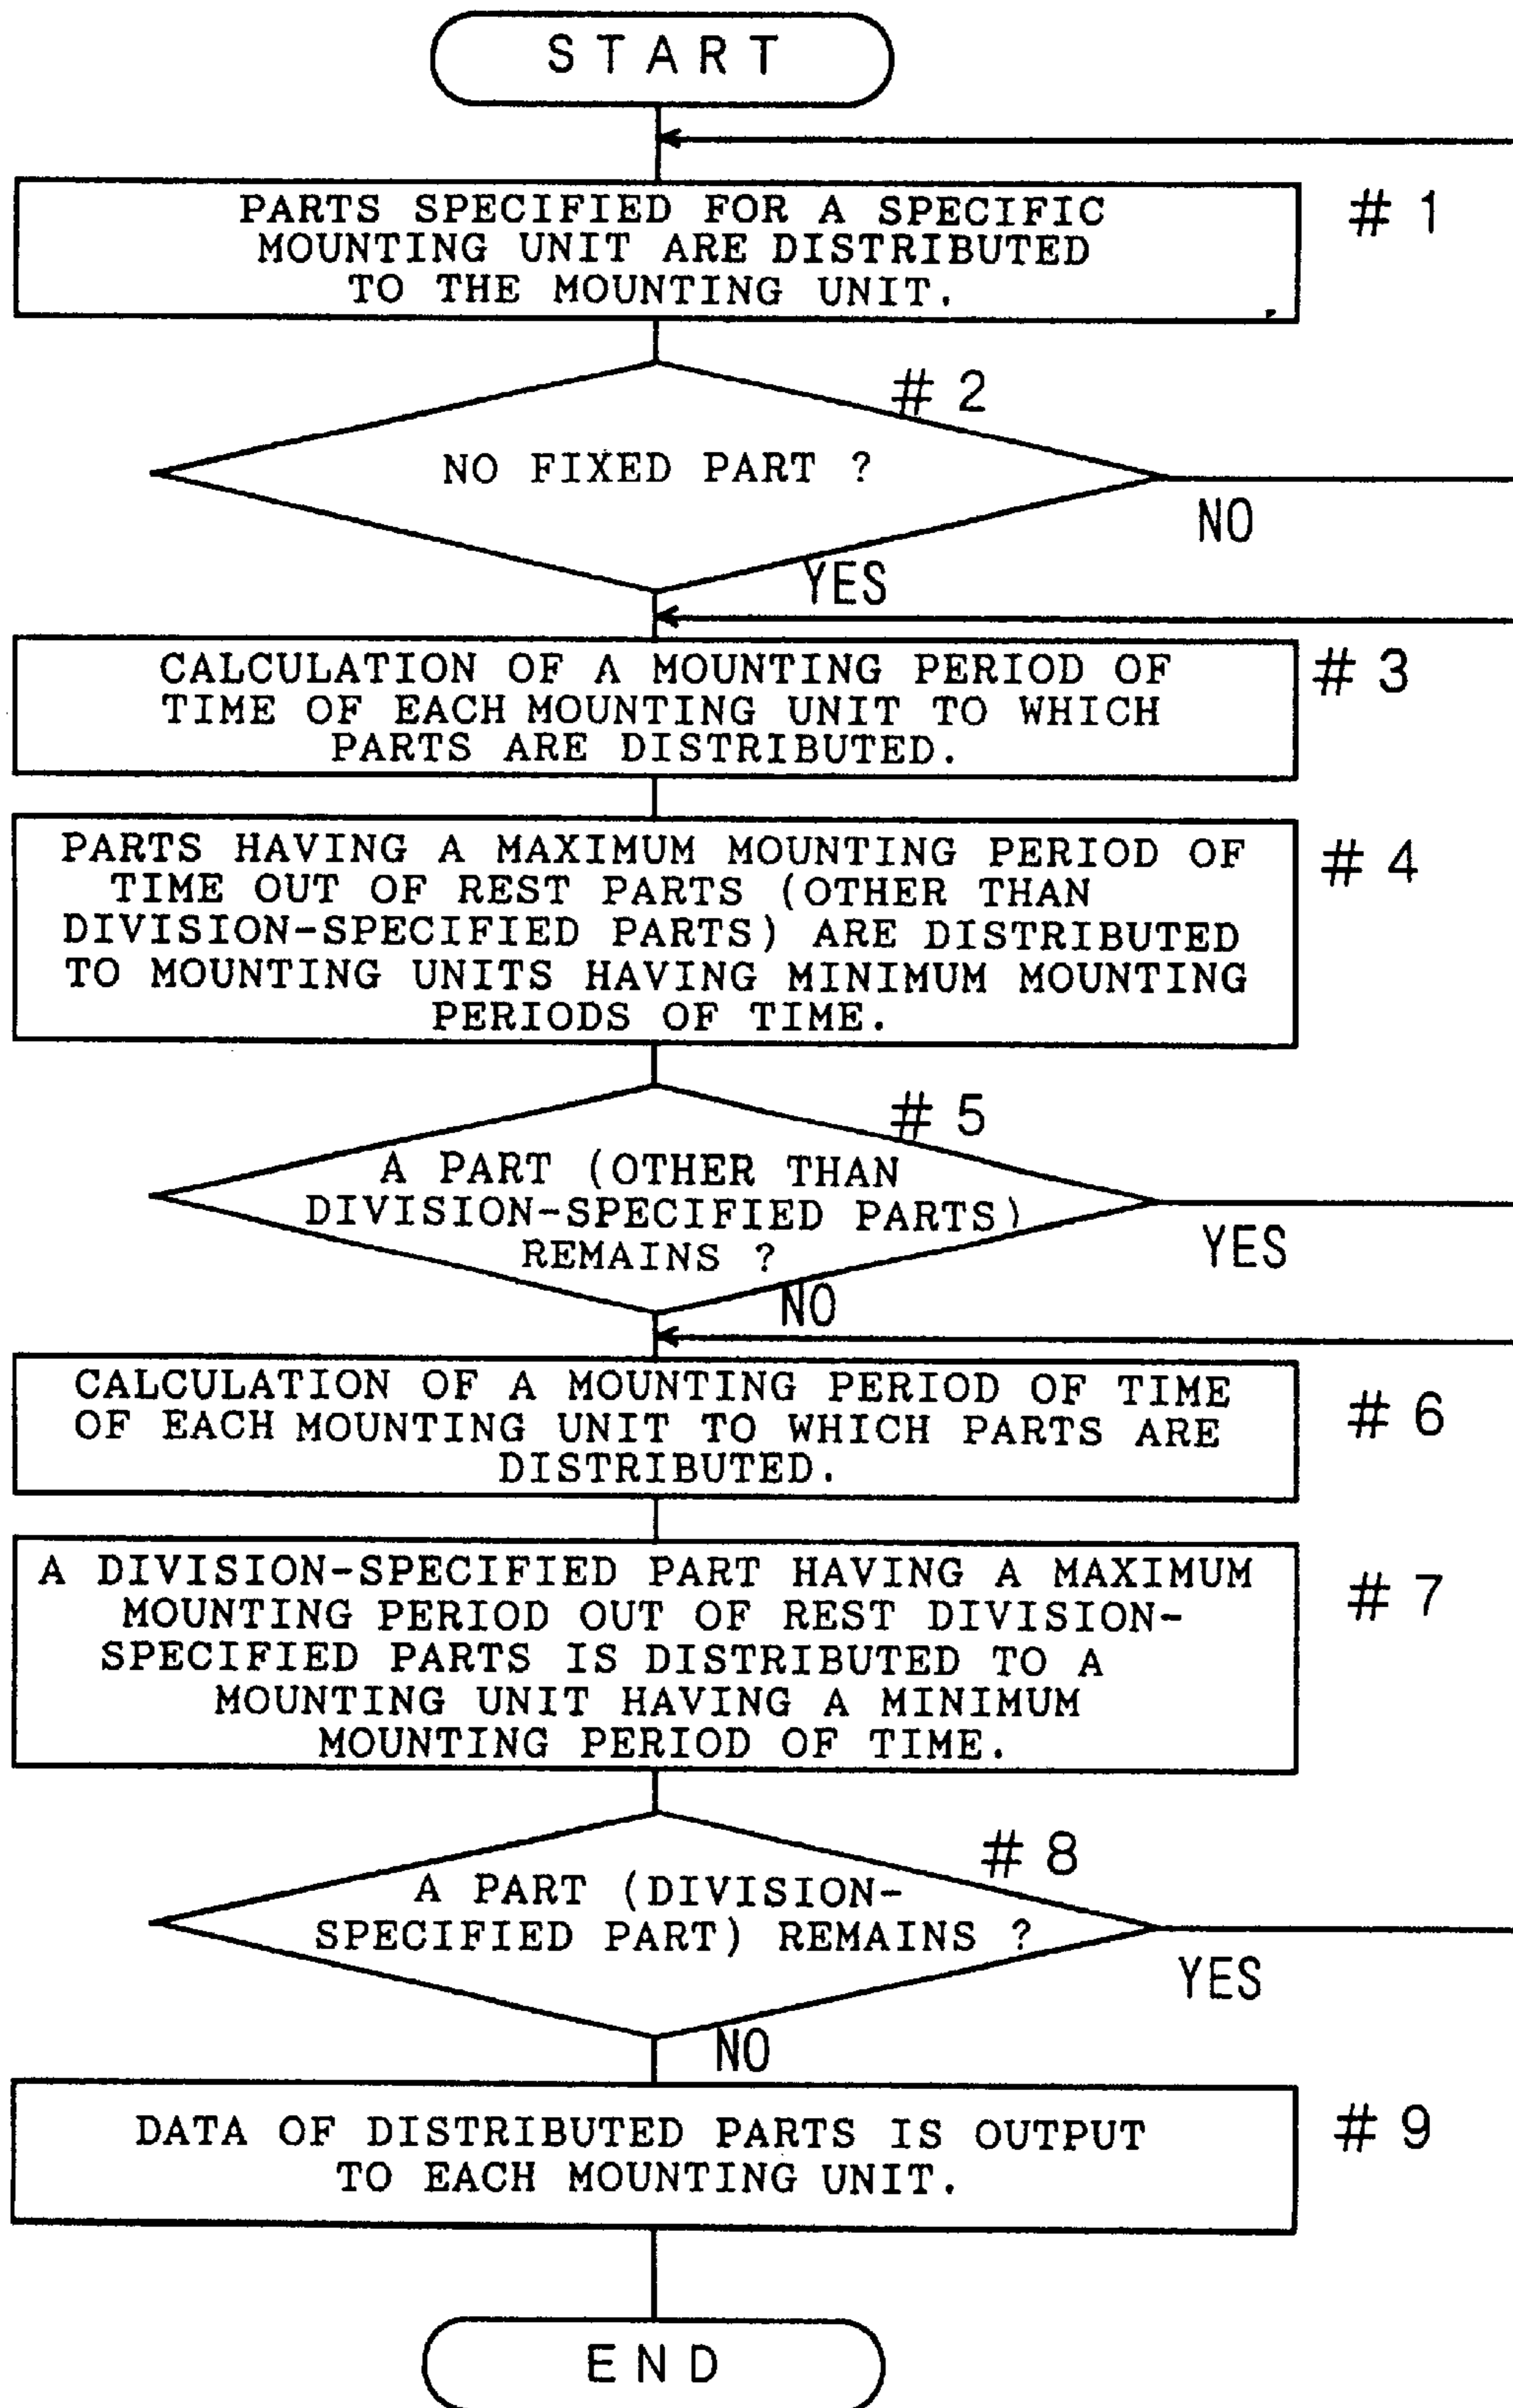 START
PARTS SPECIFIED FOR A SPECIFIC
MOUNTING UNIT ARE DISTRIBUTED
TO THE MOUNTING UNIT.
# 1
# 2
NO FIXED PART ?
NO
YES
CALCULATION OF A MOUNTING PERIOD OF
TIME OF EACH MOUNTING UNIT TO WHICH
PARTS ARE DISTRIBUTED.
# 3
PARTS HAVING A MAXIMUM MOUNTING PERIOD OF
TIME OUT OF REST PARTS (OTHER THAN
DIVISION-SPECIFIED PARTS) ARE DISTRIBUTED
TO MOUNTING UNITS HAVING MINIMUM MOUNTING
PERIODS OF TIME.
# 4
# 5
A PART (OTHER THAN
DIVISION-SPECIFIED PARTS)
REMAINS ?
YES
NO
CALCULATION OF A MOUNTING PERIOD OF TIME
OF EACH MOUNTING UNIT TO WHICH PARTS ARE
DISTRIBUTED.
# 6
A DIVISION-SPECIFIED PART HAVING A MAXIMUM
MOUNTING PERIOD OUT OF REST DIVISION-
SPECIFIED PARTS IS DISTRIBUTED TO A
MOUNTING UNIT HAVING A MINIMUM
MOUNTING PERIOD OF TIME.
# 7
# 8
A PART (DIVISION-
SPECIFIED PART) REMAINS ?
YES
NO
DATA OF DISTRIBUTED PARTS IS OUTPUT
TO EACH MOUNTING UNIT.
# 9
END